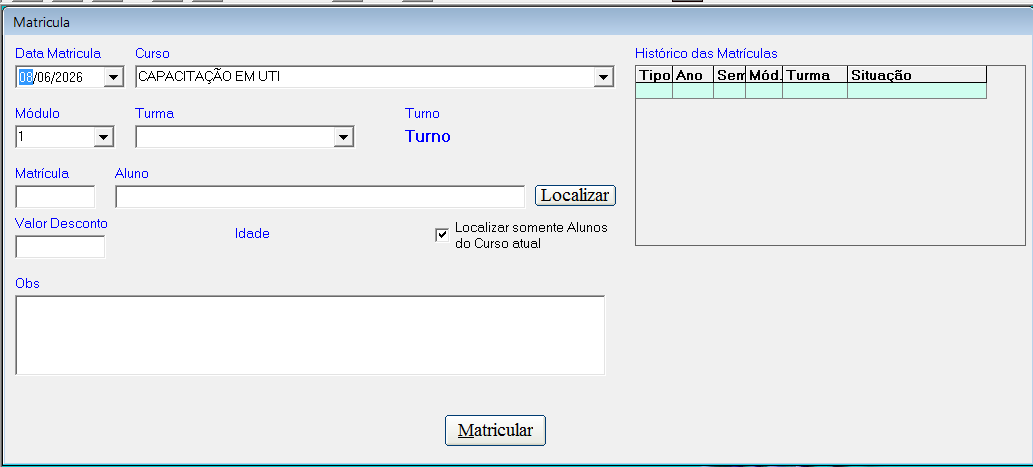 Matricula
Data Matricula Curso Histórico das Matrículas
08/06/2026 CAPACITAÇÃO EM UTI
Tipo Ano Sem Mód. Turma Situação
Módulo Turma Turno
1 Turno
Matrícula Aluno
Localizar
Valor Desconto
Idade
Localizar somente Alunos
do Curso atual
Obs
Matricular